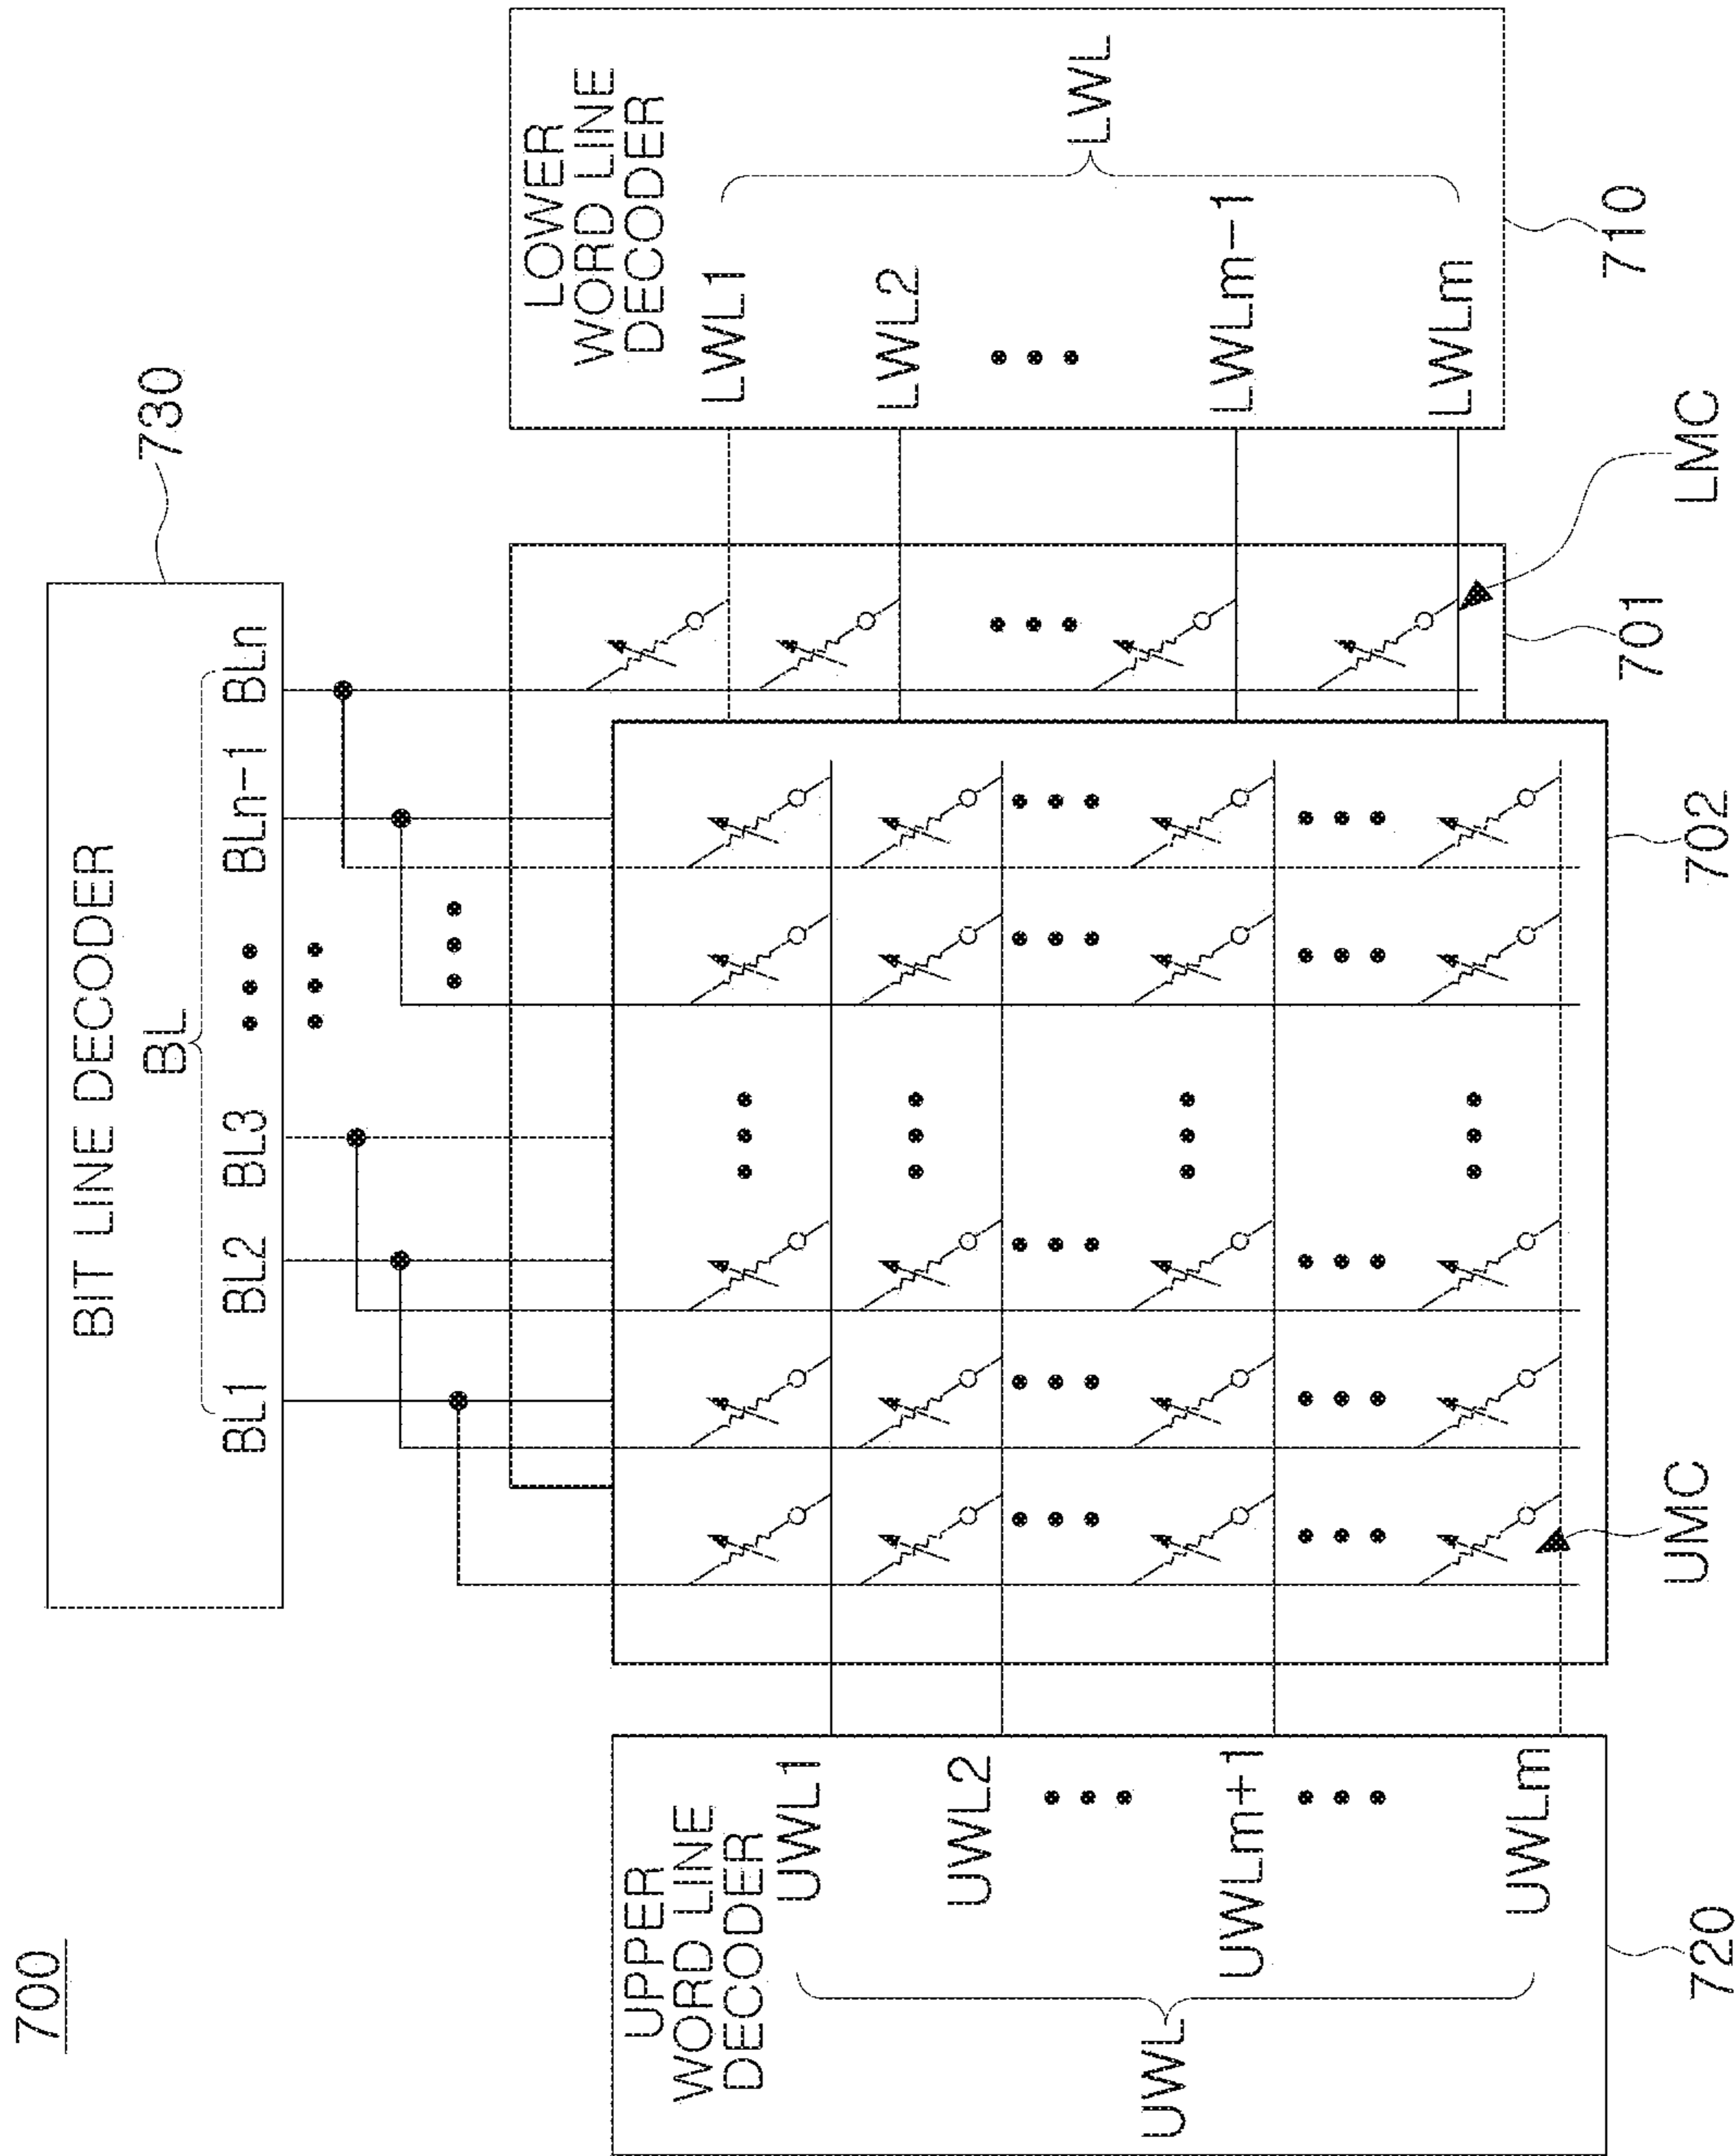 700
BIT LINE DECODER
BL
BL1 BL2 BL3 BLn-1 BLn
730
UPPER
WORD LINE
DECODER
UWL1
UWL2
UWLm+1
UWLm
UWL
720
LOWER
WORD LINE
DECODER
LWL1
LWL2
LWLm-1
LWLm
LWL
710
UMC
702
701
LMC